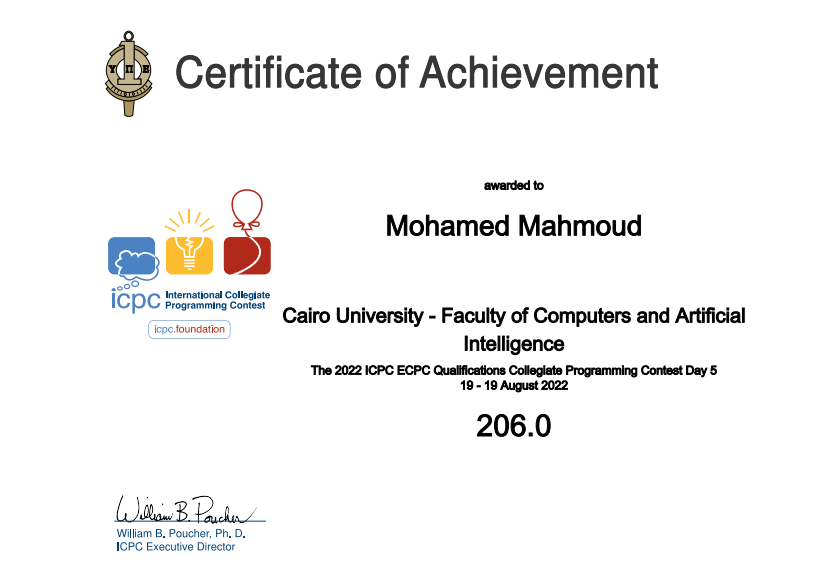 Certificate of Achievement
Υ Π Ε
awarded to
Mohamed Mahmoud
icpc International Collegiate
Programming Contest
icpc.foundation
Cairo University - Faculty of Computers and Artificial
Intelligence
The 2022 ICPC ECPC Qualifications Collegiate Programming Contest Day 5
19 - 19 August 2022
206.0
William B. Poucher
William B. Poucher, Ph. D.
ICPC Executive Director